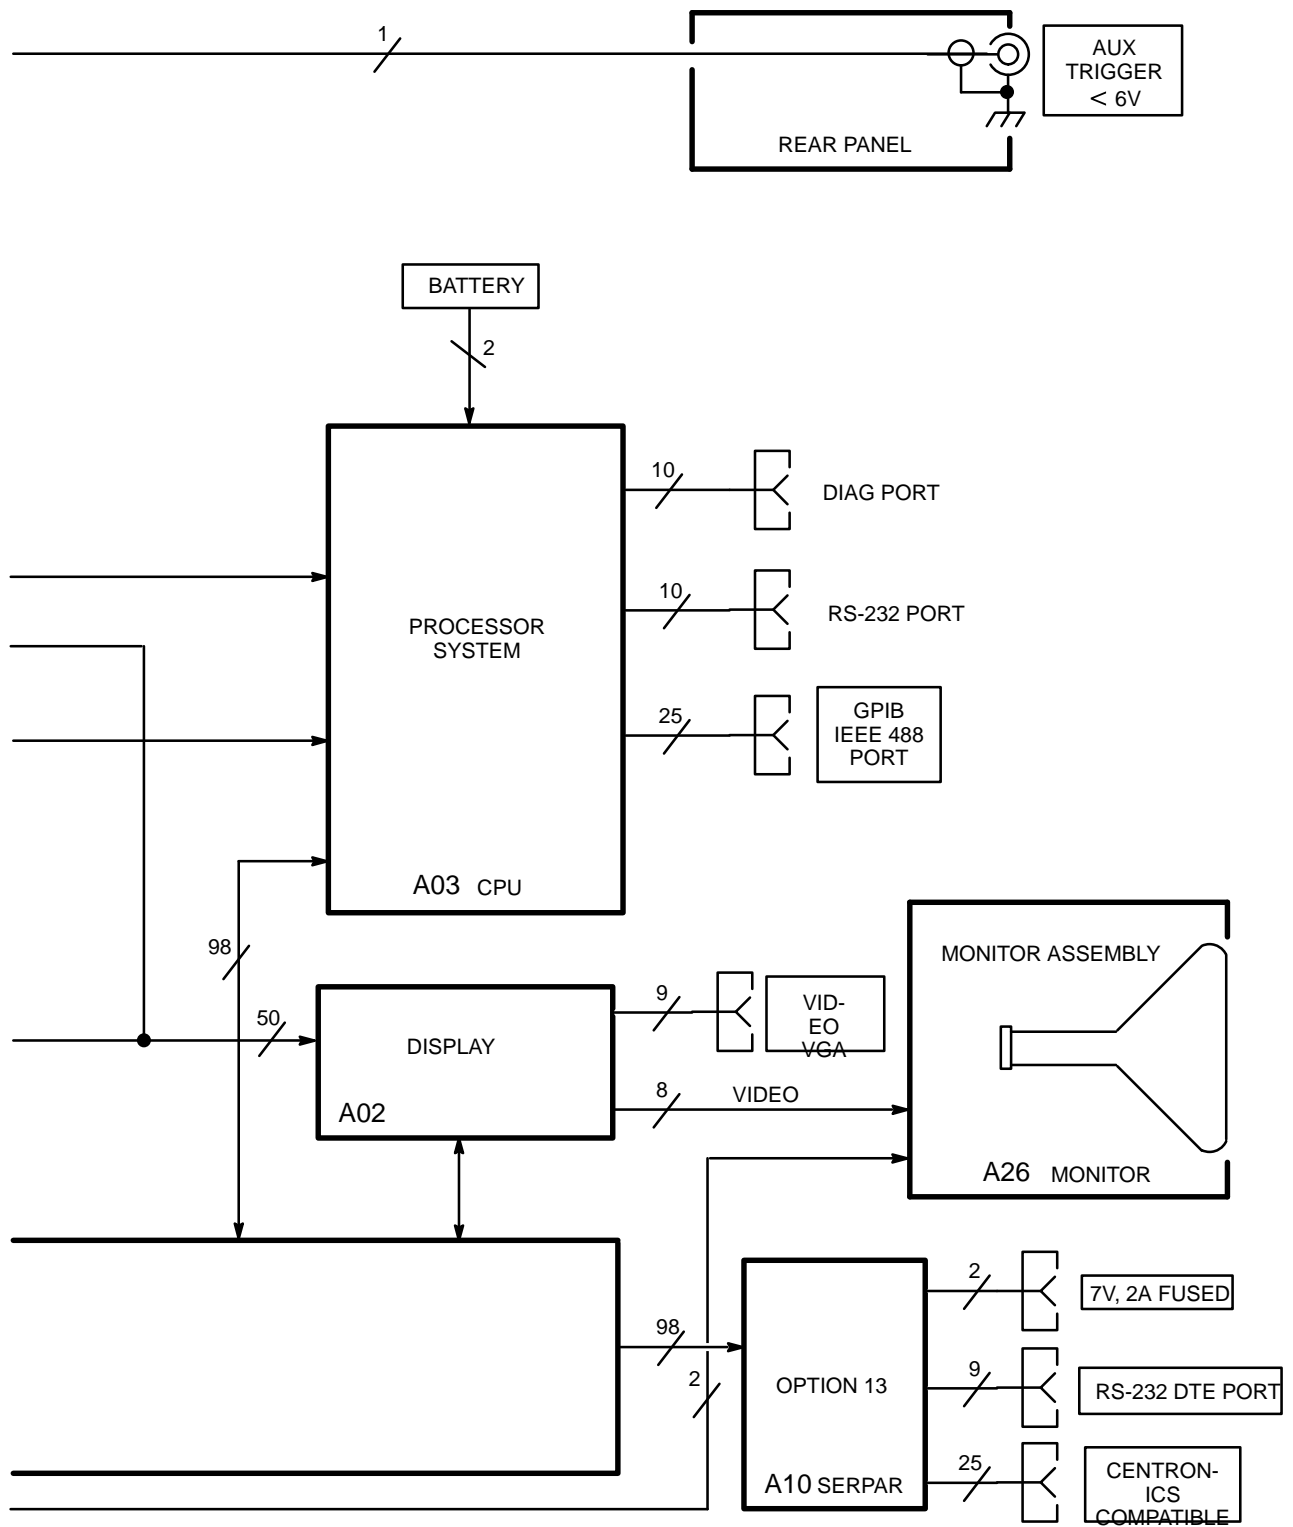 1
AUX
TRIGGER
< 6V
REAR PANEL
BATTERY
2
10
DIAG PORT
10
RS-232 PORT
PROCESSOR
SYSTEM
25
GPIB
IEEE 488
PORT
A03 CPU
98
MONITOR ASSEMBLY
9
VID-
EO
VGA
50
DISPLAY
8
VIDEO
A02
A26 MONITOR
2
7V, 2A FUSED
98
2
9
OPTION 13
RS-232 DTE PORT
25
A10 SERPAR
CENTRON-
ICS
COMPATIBLE